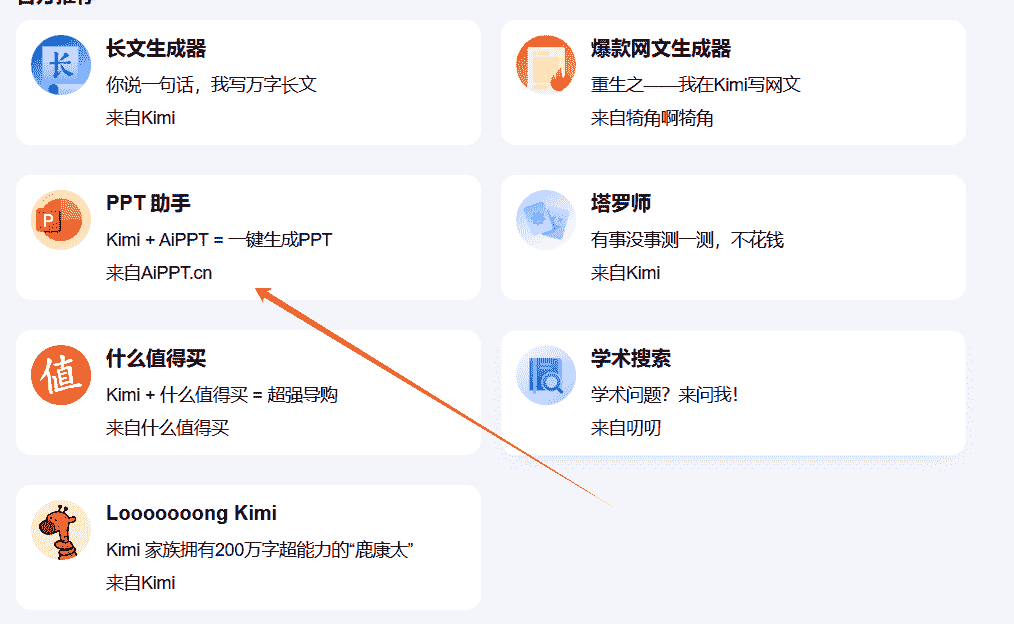 官方推荐
长文生成器
你说一句话，我写万字长文
来自Kimi
爆款网文生成器
重生之——我在Kimi写网文
来自犄角啊犄角
PPT 助手
Kimi + AiPPT = 一键生成PPT
来自AiPPT.cn
塔罗师
有事没事测一测，不花钱
来自Kimi
什么值得买
Kimi + 什么值得买 = 超强导购
来自什么值得买
学术搜索
学术问题？来问我！
来自叨叨
Looooooong Kimi
Kimi 家族拥有200万字超能力的“鹿康太”
来自Kimi
长
P
值